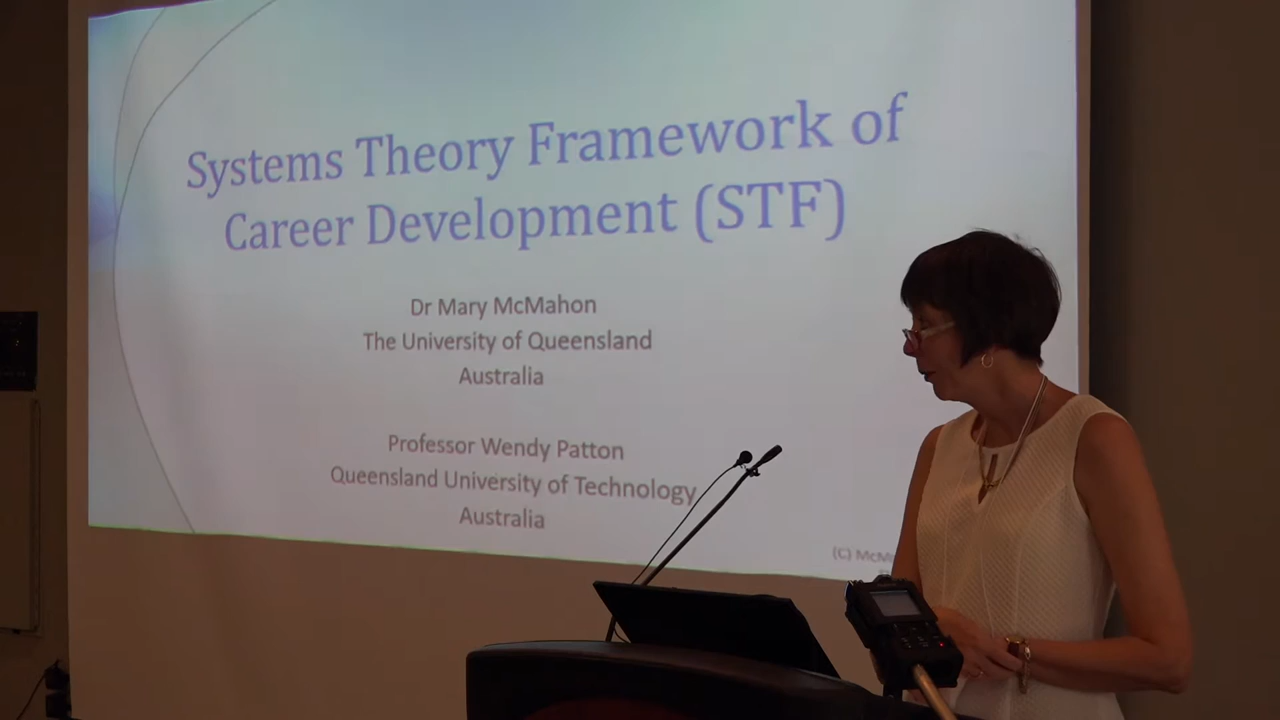 Systems Theory Framework of
Career Development (STF)
Dr Mary McMahon
The University of Queensland
Australia
Professor Wendy Patton
Queensland University of Technology
Australia
(C)